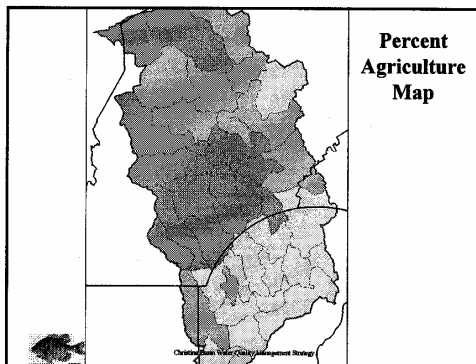 Percent
Agriculture
Map
Christina Basin Water Quality Management Strategy